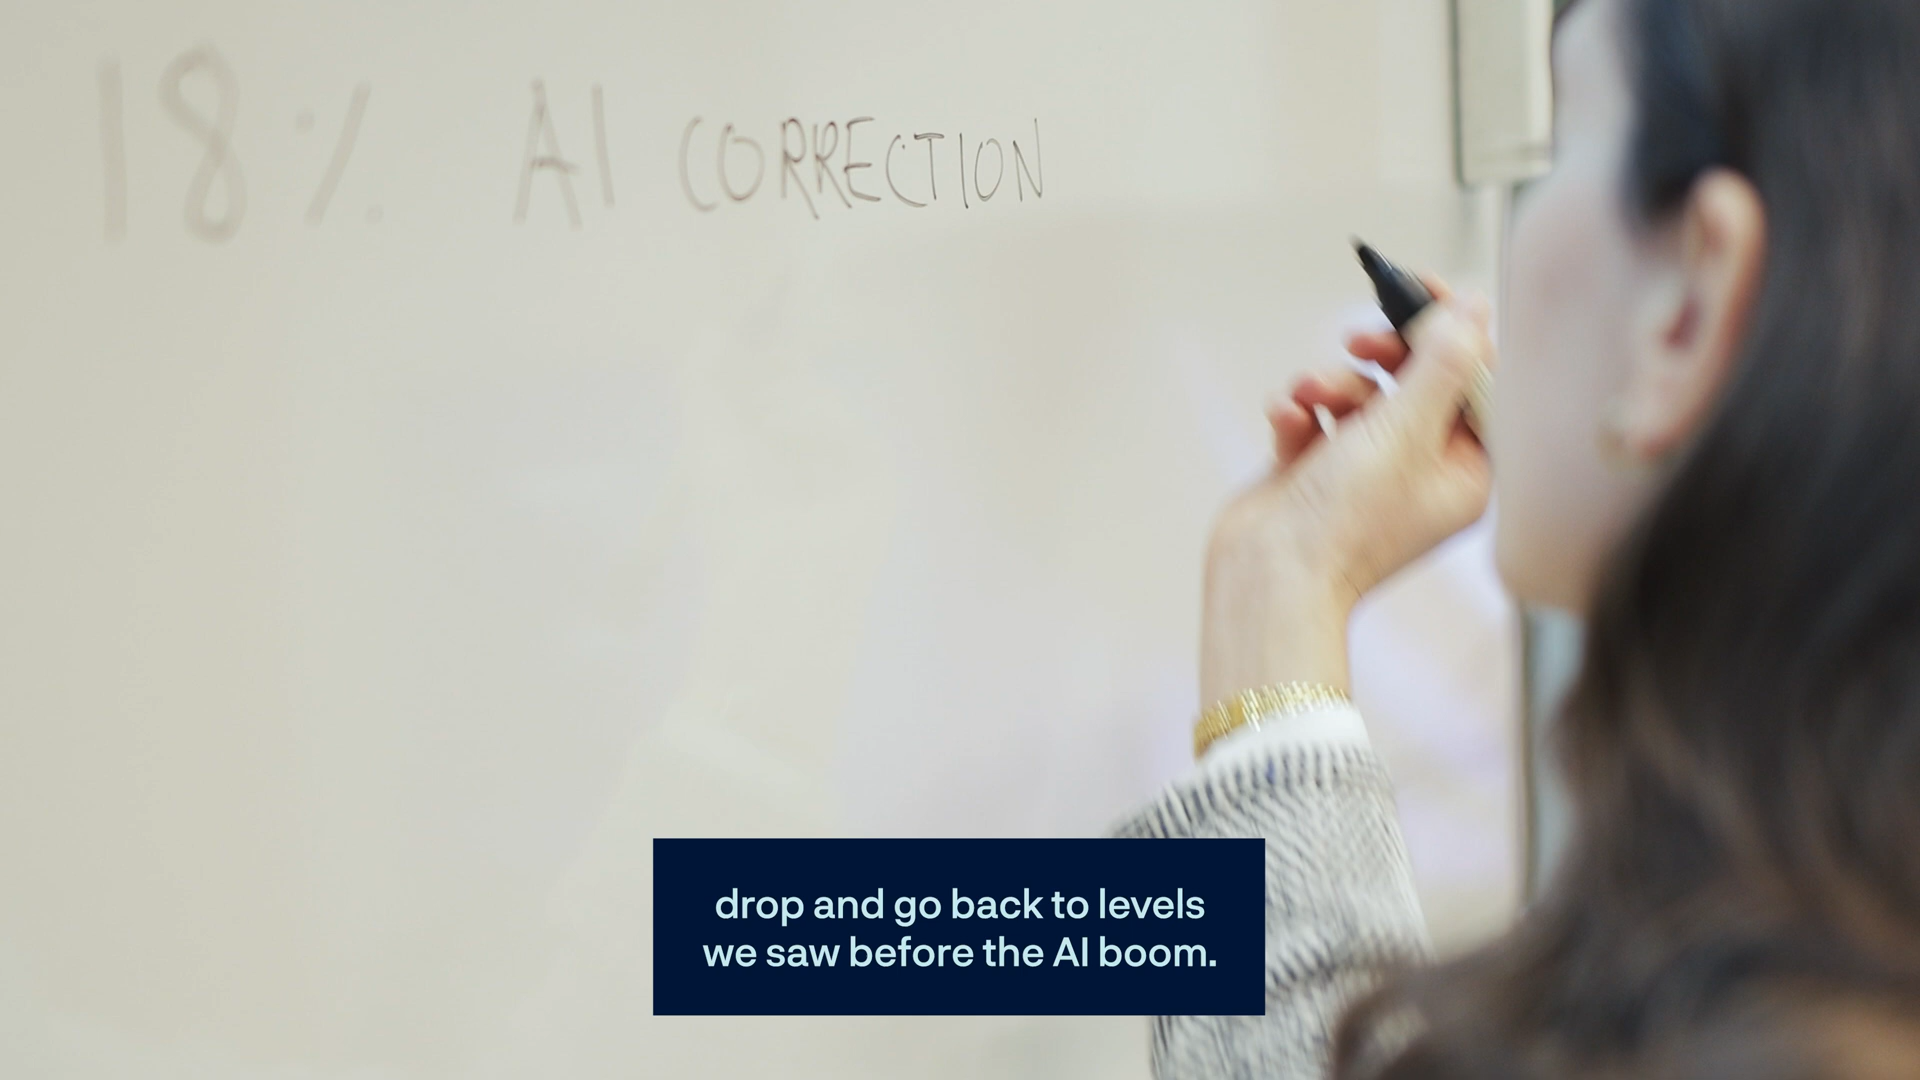 18% AI CORRECTION
drop and go back to levels
we saw before the AI boom.